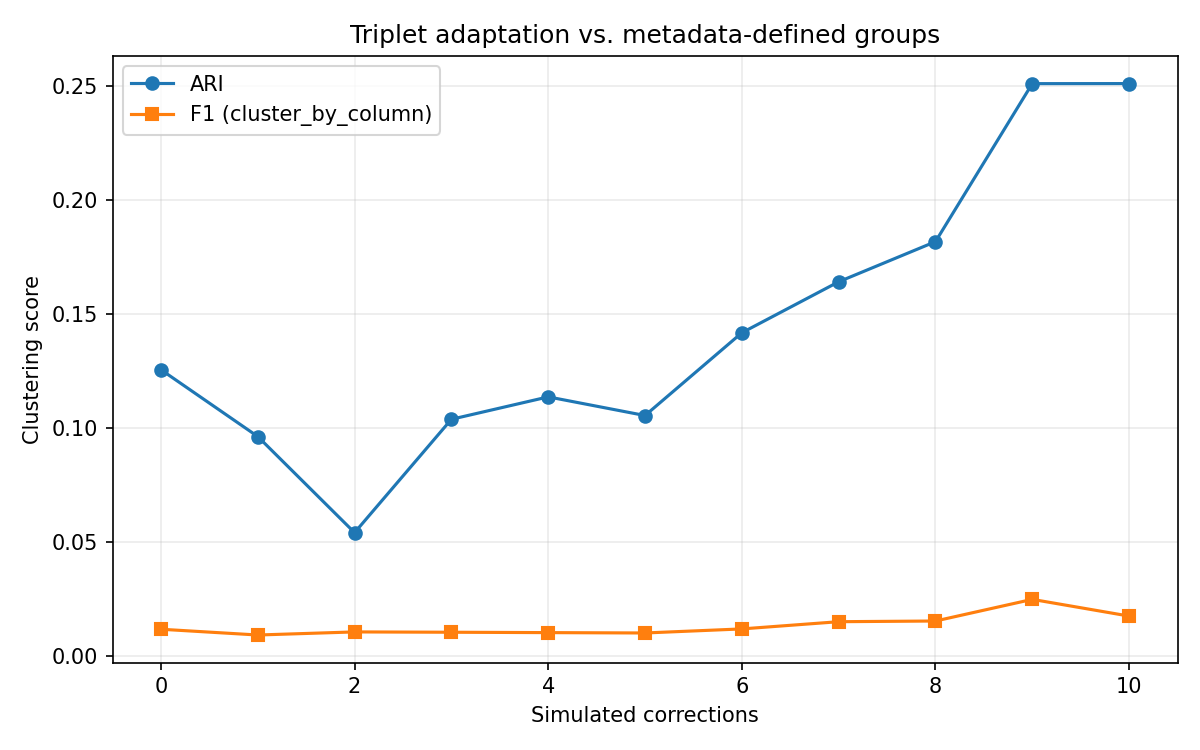 Triplet adaptation vs. metadata-defined groups
ARI
F1 (cluster_by_column)
0.25
0.20
0.15
0.10
0.05
0.00
Clustering score
0 2 4 6 8 10
Simulated corrections